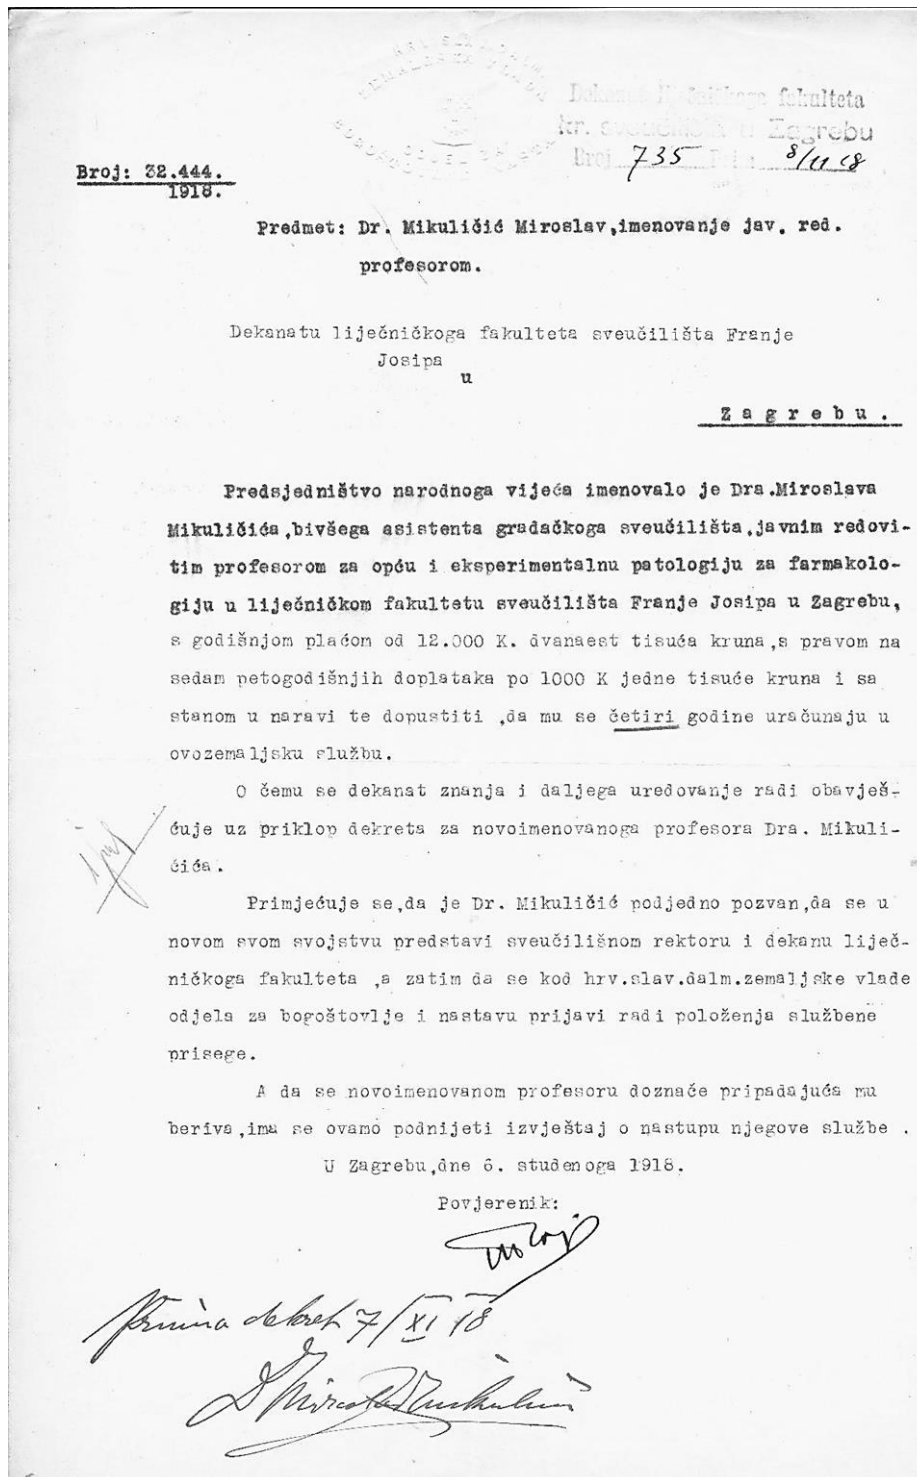 Dekanat liječničkoga fakulteta
kr. sveučilišta u Zagrebu
Broj 735 8/11 18
Broj: 32.444.
1918.
Predmet: Dr. Mikuličić Miroslav,imenovanje jav. red.
profesorom.
Dekanatu liječničkoga fakulteta sveučilišta Franje
Josipa
u
Zagrebu.
Predsjedništvo narodnoga vijeća imenovalo je Dra.Miroslava
Mikuličića,bivšega asistenta gradačkoga sveučilišta,javnim redovi-
tim profesorom za opću i eksperimentalnu patologiju za farmakolo-
giju u liječničkom fakultetu sveučilišta Franje Josipa u Zagrebu,
s godišnjom plaćom od 12.000 K. dvanaest tisuća kruna,s pravom na
sedam petogodišnjih doplataka po 1000 K jedne tisuće kruna i sa
stanom u naravi te dopustiti ,da mu se četiri godine uračunaju u
ovozemaljsku službu.
O čemu se dekanat znanja i daljega uredovanje radi obavješ-
ćuje uz priklop dekreta za novoimenovanoga profesora Dra. Mikuli-
čića.
Primjećuje se,da je Dr. Mikuličić podjedno pozvan,da se u
novom svom svojstvu predstavi sveučilišnom rektoru i dekanu liječ-
ničkoga fakulteta ,a zatim da se kod hrv.slav.dalm.zemaljske vlade
odjela za bogoštovlje i nastavu prijavi radi položenja službene
prisege.
A da se novoimenovanom profesoru doznače pripadajuća mu
beriva,ima se ovamo podnijeti izvještaj o nastupu njegove službe .
U Zagrebu,dne 6. studenoga 1918.
Povjerenik:
dekret 7/XI 18
Dr Miroslav Mikuličić